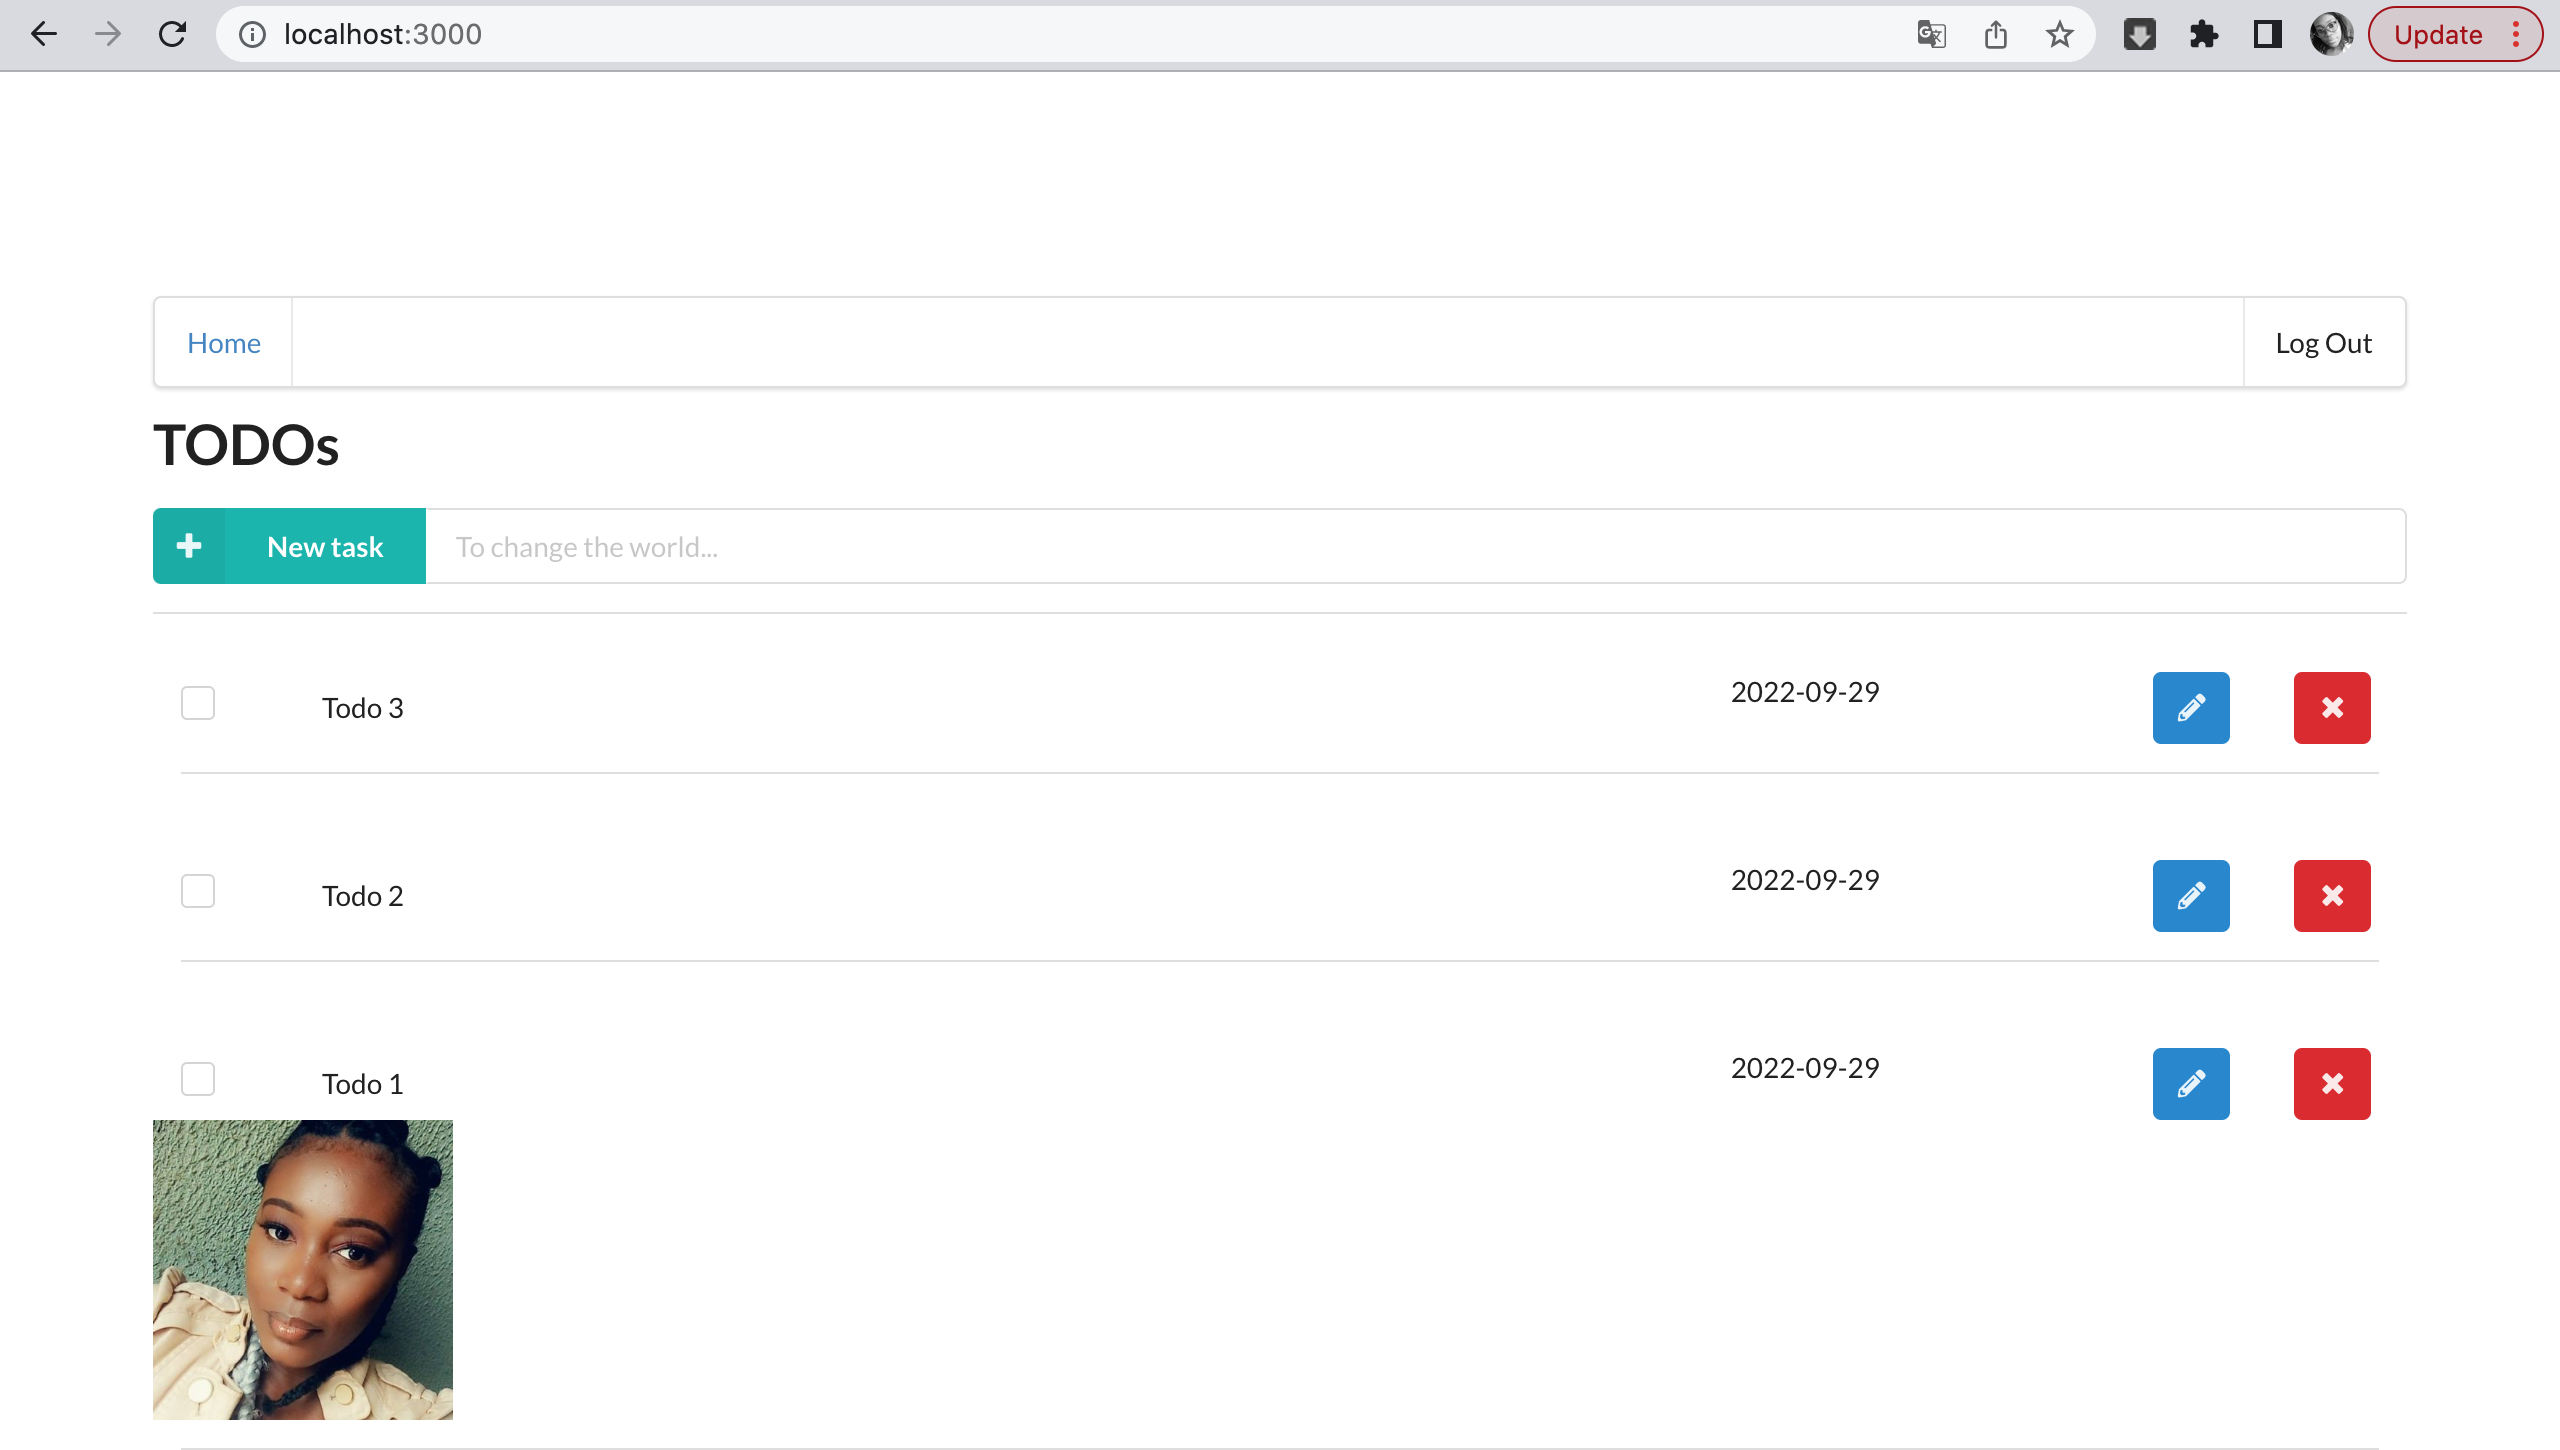 localhost:3000
Update
Home
Log Out
TODOs
New task
To change the world...
Todo 3
2022-09-29
Todo 2
2022-09-29
Todo 1
2022-09-29